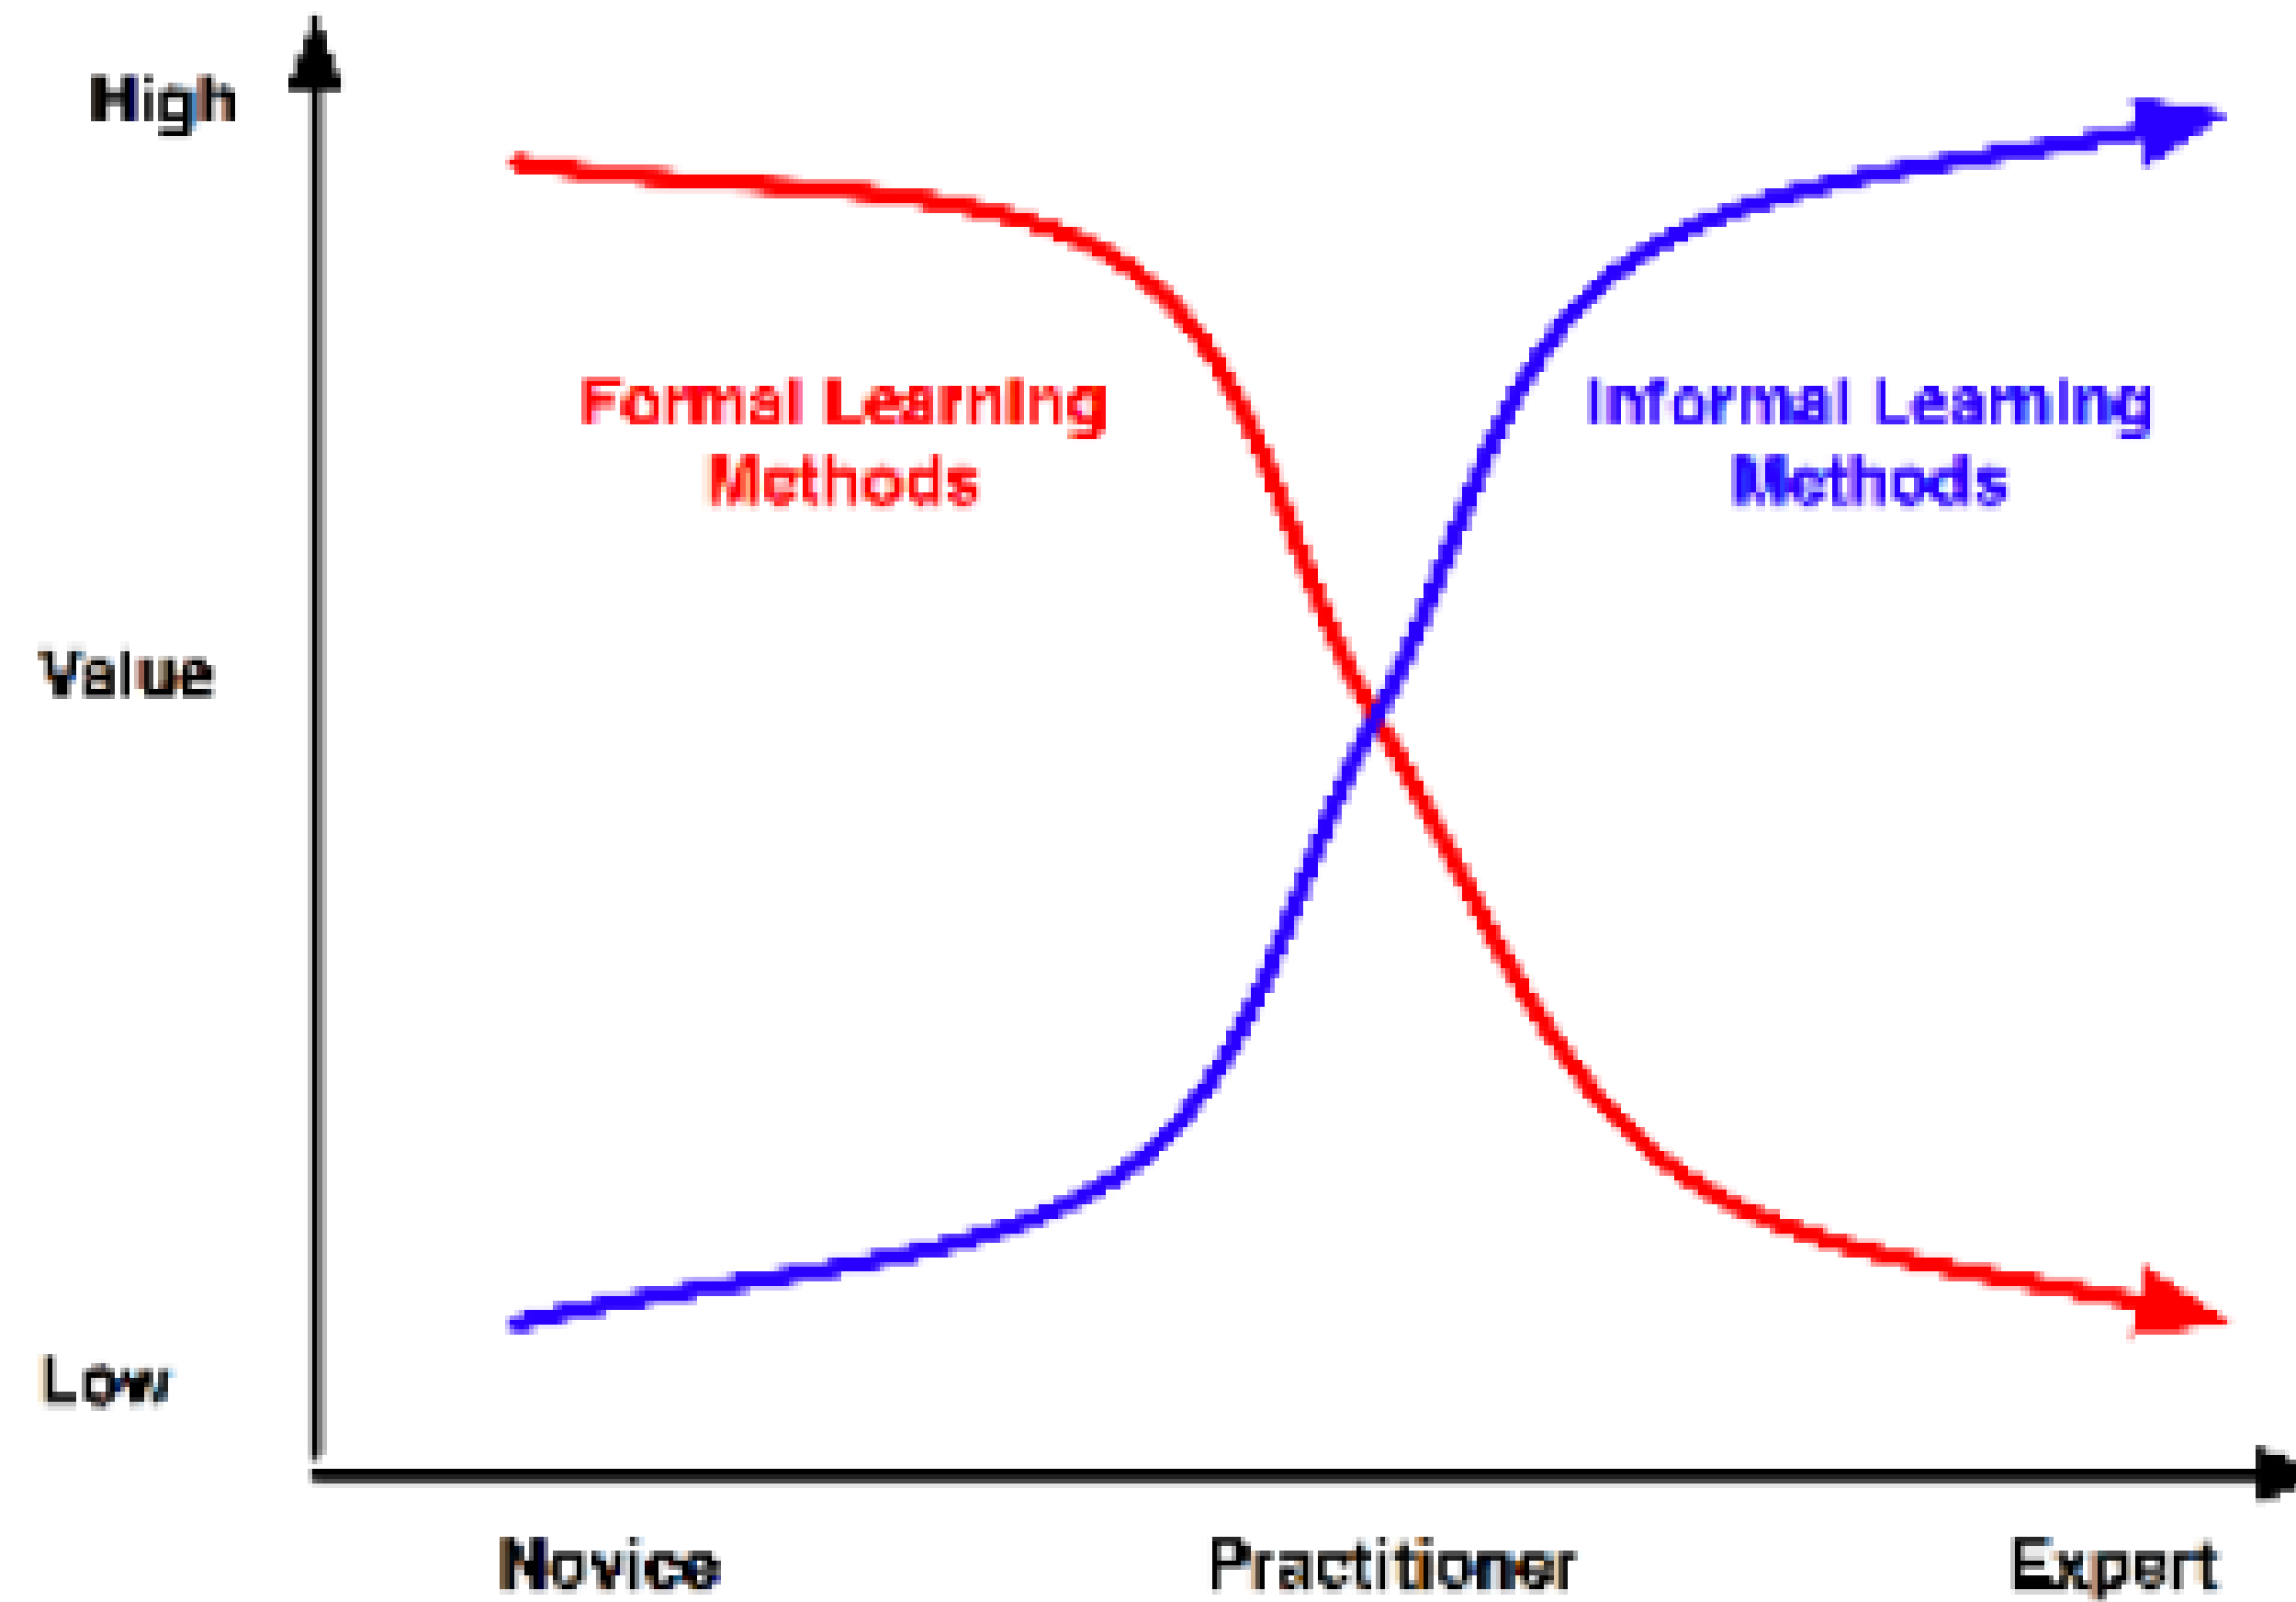 High
Formal Learning
Methods
Informal Learning
Methods
Value
Low
Novice
Practitioner
Expert